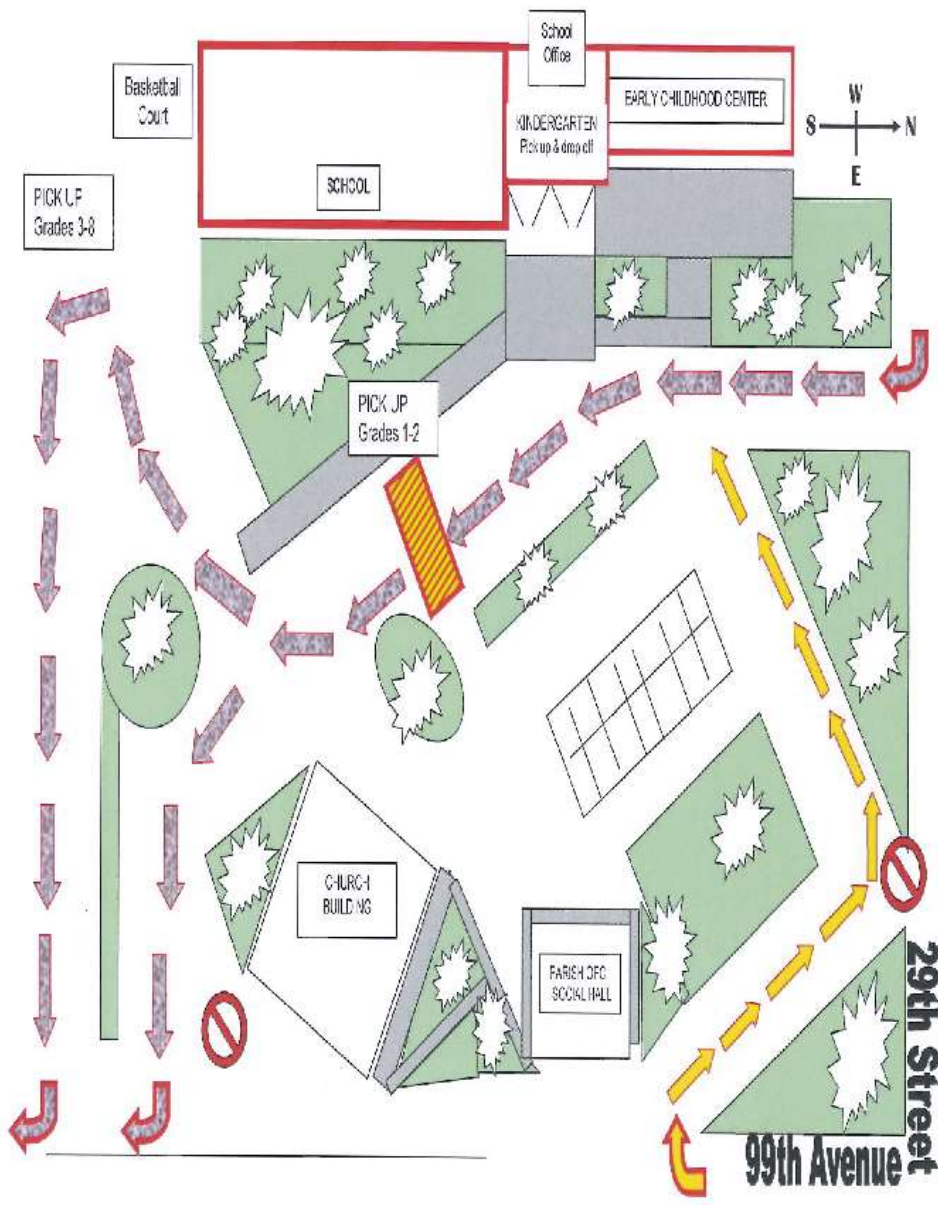 School
Office
Basketball
Court
EARLY CHILDHOOD CENTER
W
S
N
E
KINDERGARTEN
Pick up & drop off
SCHOOL
PICK UP
Grades 3-8
PICK UP
Grades 1-2
CHURCH
BUILDING
PARISH OFC
SOCIAL HALL
29th Street
99th Avenue